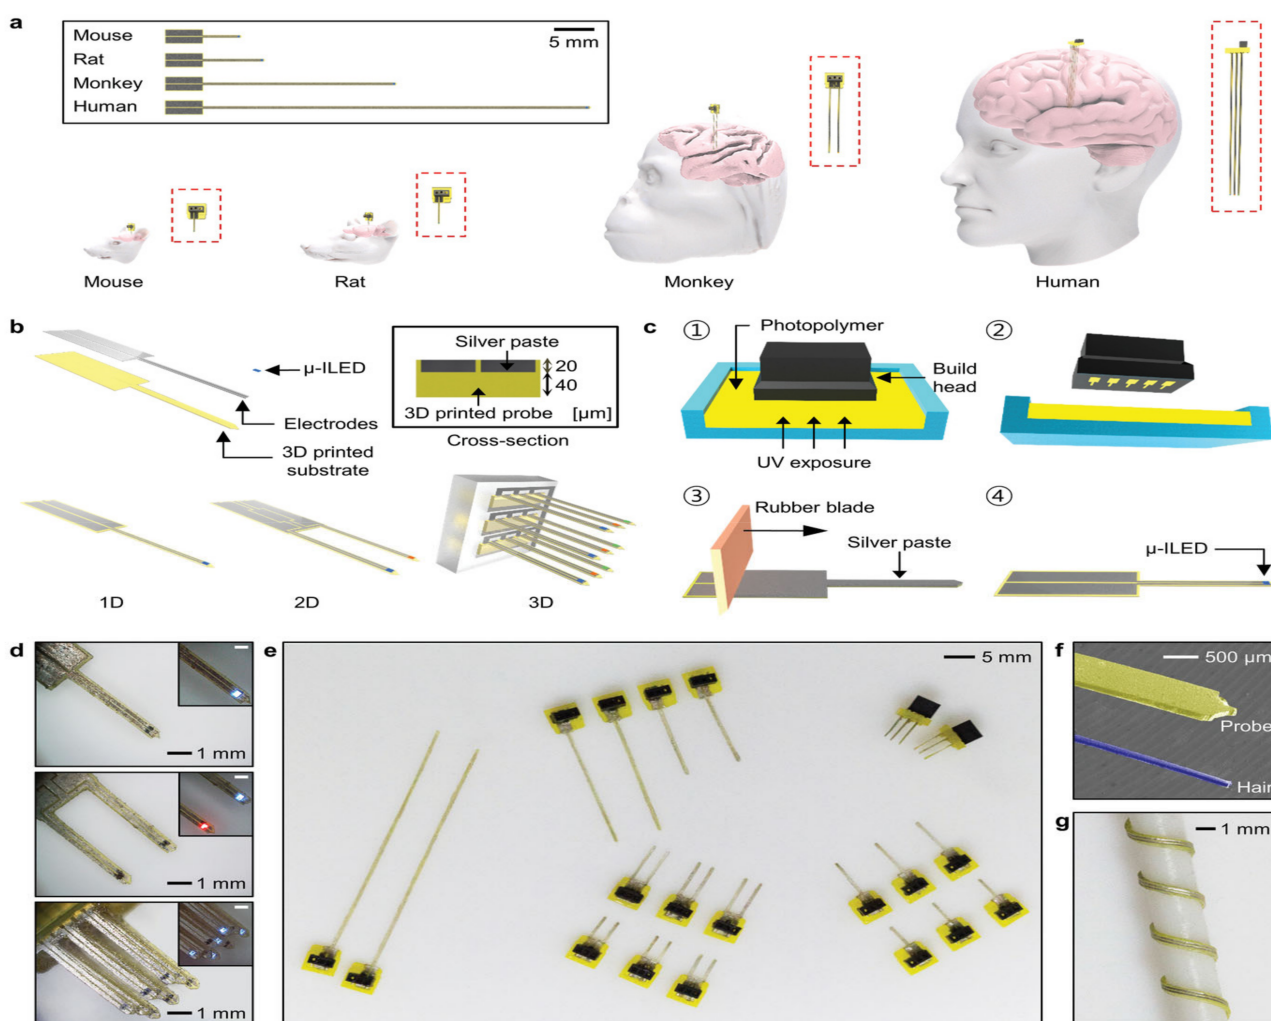 a
Mouse
Rat
Monkey
Human
5 mm
Mouse
Rat
Monkey
Human
b
μ-ILED
Electrodes
3D printed
substrate
Silver paste
20
40
3D printed probe
[μm]
Cross-section
1D
2D
3D
c
①
Photopolymer
Build
head
UV exposure
②
③
Rubber blade
Silver paste
④
μ-ILED
d
1 mm
1 mm
1 mm
e
5 mm
f
500 μm
Probe
Hair
g
1 mm